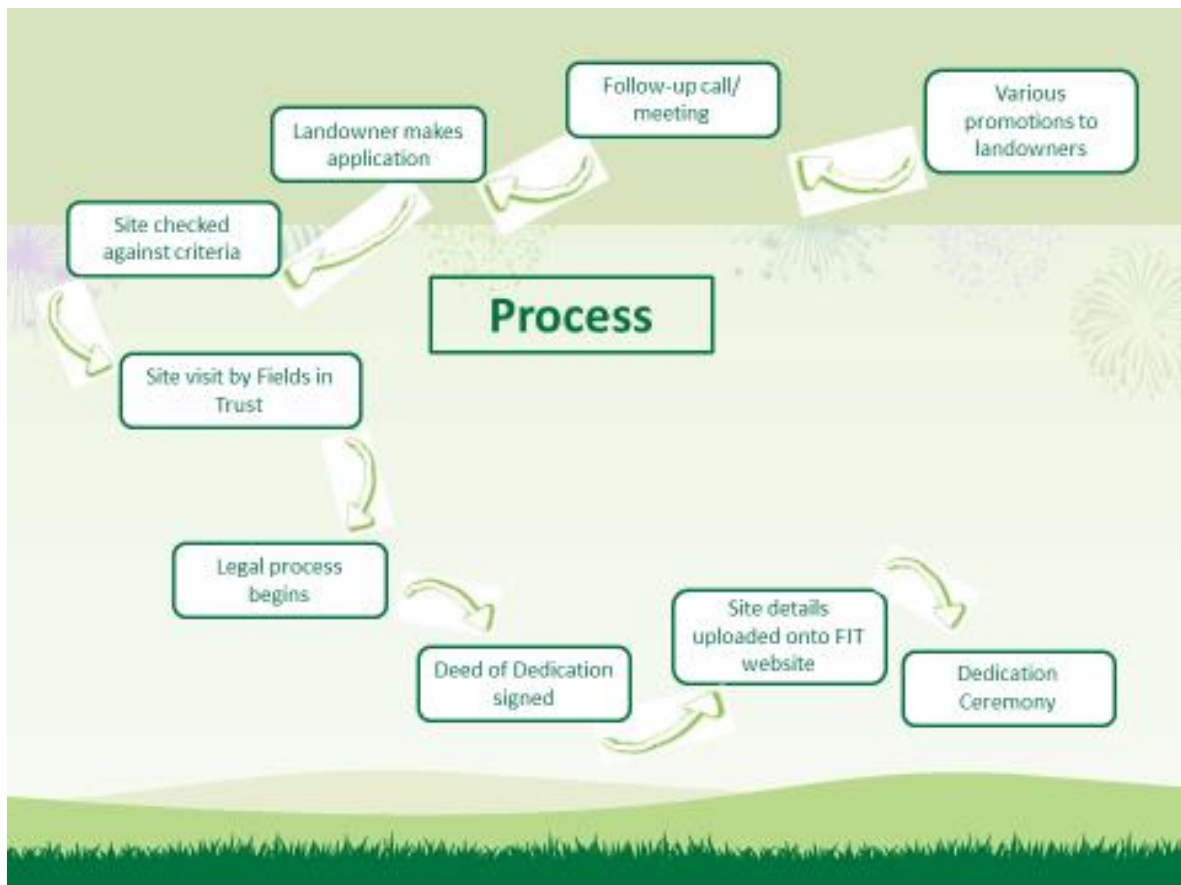 Various
promotions to
landowners
Follow-up call/
meeting
Landowner makes
application
Site checked
against criteria
Process
Site visit by Fields in
Trust
Legal process
begins
Deed of Dedication
signed
Site details
uploaded onto FIT
website
Dedication
Ceremony